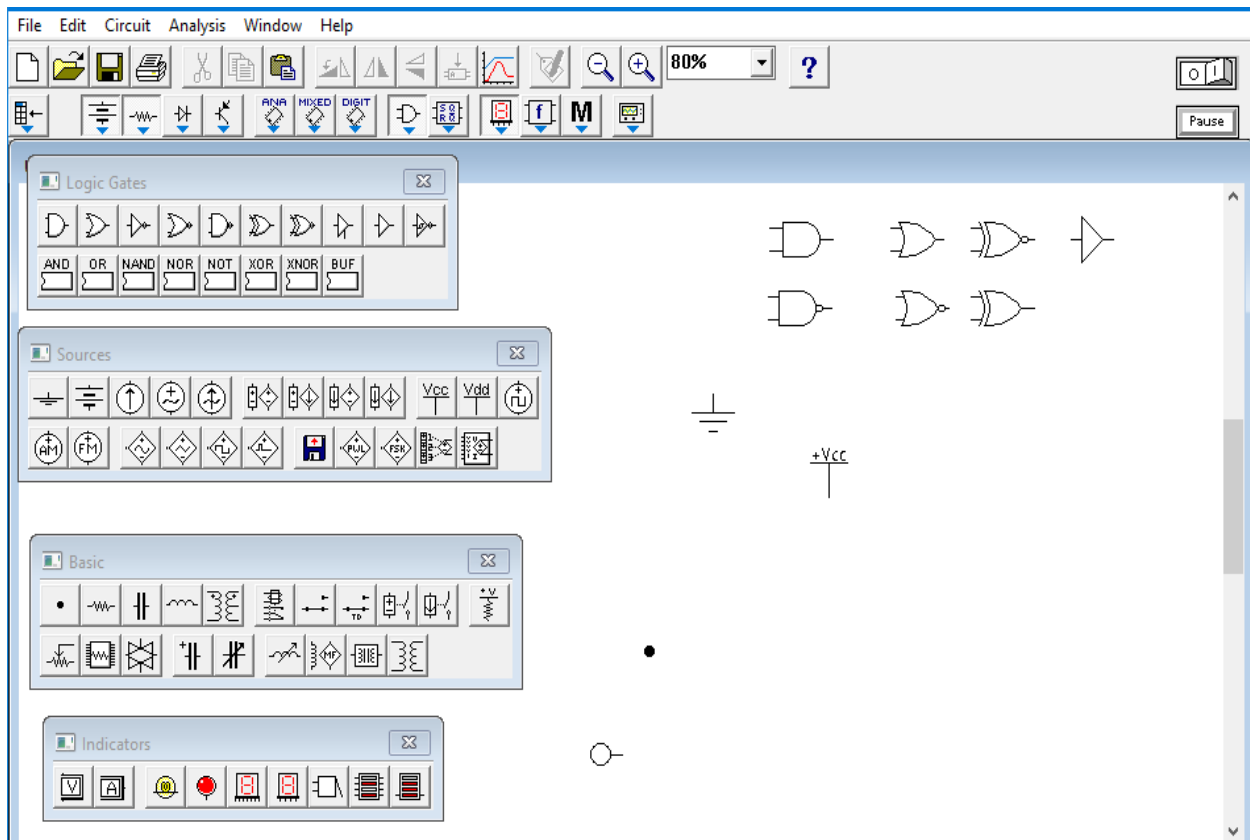 File Edit Circuit Analysis Window Help
80% ?
ANA MIXED DIGIT f M
Pause
Logic Gates
AND OR NAND NOR NOT XOR XNOR BUF
Sources
Vcc Vdd
AM FM PWL FSK
+Vcc
Basic
TD +V
MF
Indicators
V A